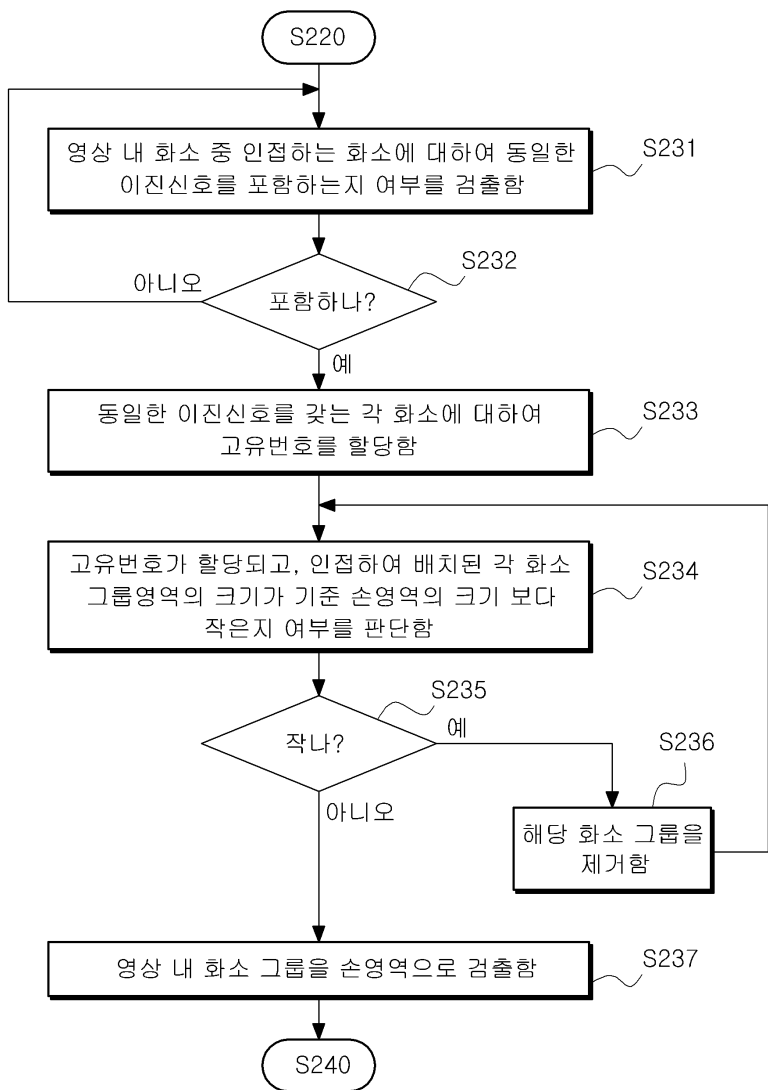 S220
영상 내 화소 중 인접하는 화소에 대하여 동일한
이진신호를 포함하는지 여부를 검출함
S231
포함하나?
S232
아니오
예
동일한 이진신호를 갖는 각 화소에 대하여
고유번호를 할당함
S233
고유번호가 할당되고, 인접하여 배치된 각 화소
그룹영역의 크기가 기준 손영역의 크기 보다
작은지 여부를 판단함
S234
작나?
S235
예
아니오
해당 화소 그룹을
제거함
S236
영상 내 화소 그룹을 손영역으로 검출함
S237
S240